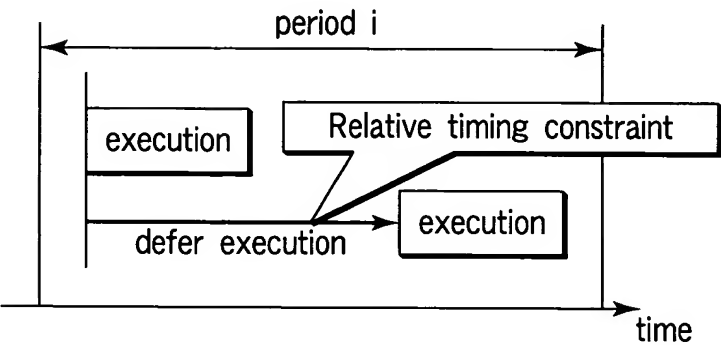 period i
execution
Relative timing constraint
execution
defer execution
time